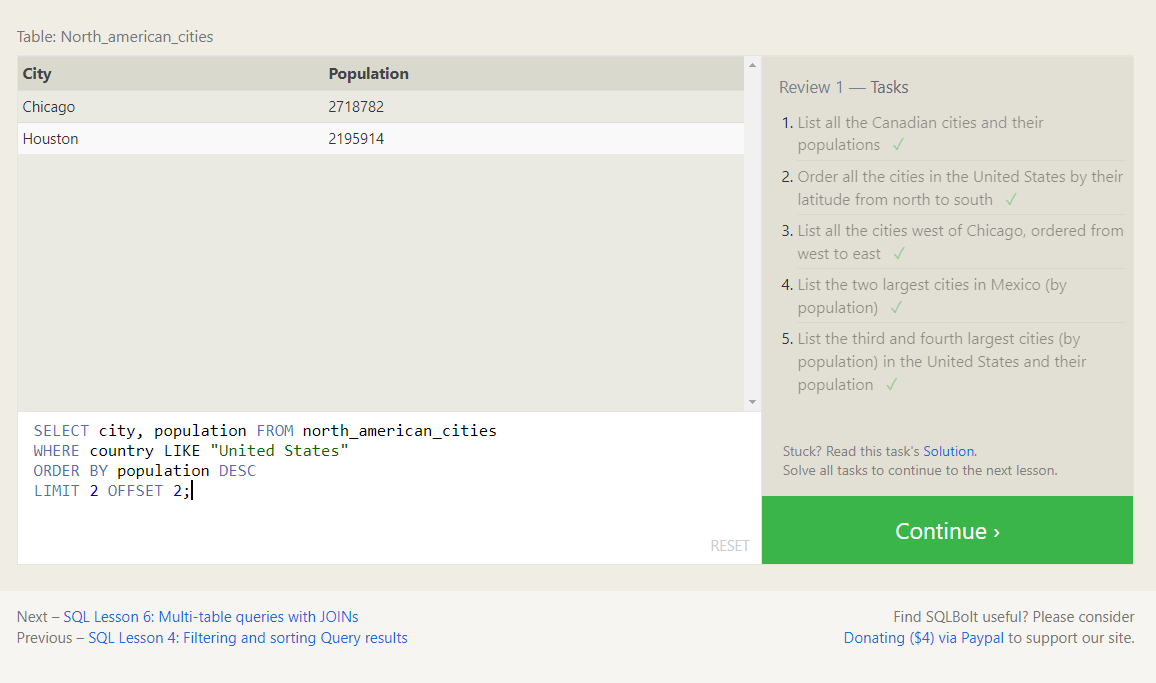 Table: North_american_cities
City Population
Chicago 2718782
Houston 2195914
SELECT city, population FROM north_american_cities
WHERE country LIKE "United States"
ORDER BY population DESC
LIMIT 2 OFFSET 2;
RESET
Review 1 — Tasks
1. List all the Canadian cities and their
populations ✓
2. Order all the cities in the United States by their
latitude from north to south ✓
3. List all the cities west of Chicago, ordered from
west to east ✓
4. List the two largest cities in Mexico (by
population) ✓
5. List the third and fourth largest cities (by
population) in the United States and their
population ✓
Stuck? Read this task's Solution.
Solve all tasks to continue to the next lesson.
Continue ›
Next – SQL Lesson 6: Multi-table queries with JOINs
Previous – SQL Lesson 4: Filtering and sorting Query results
Find SQLBolt useful? Please consider
Donating ($4) via Paypal to support our site.